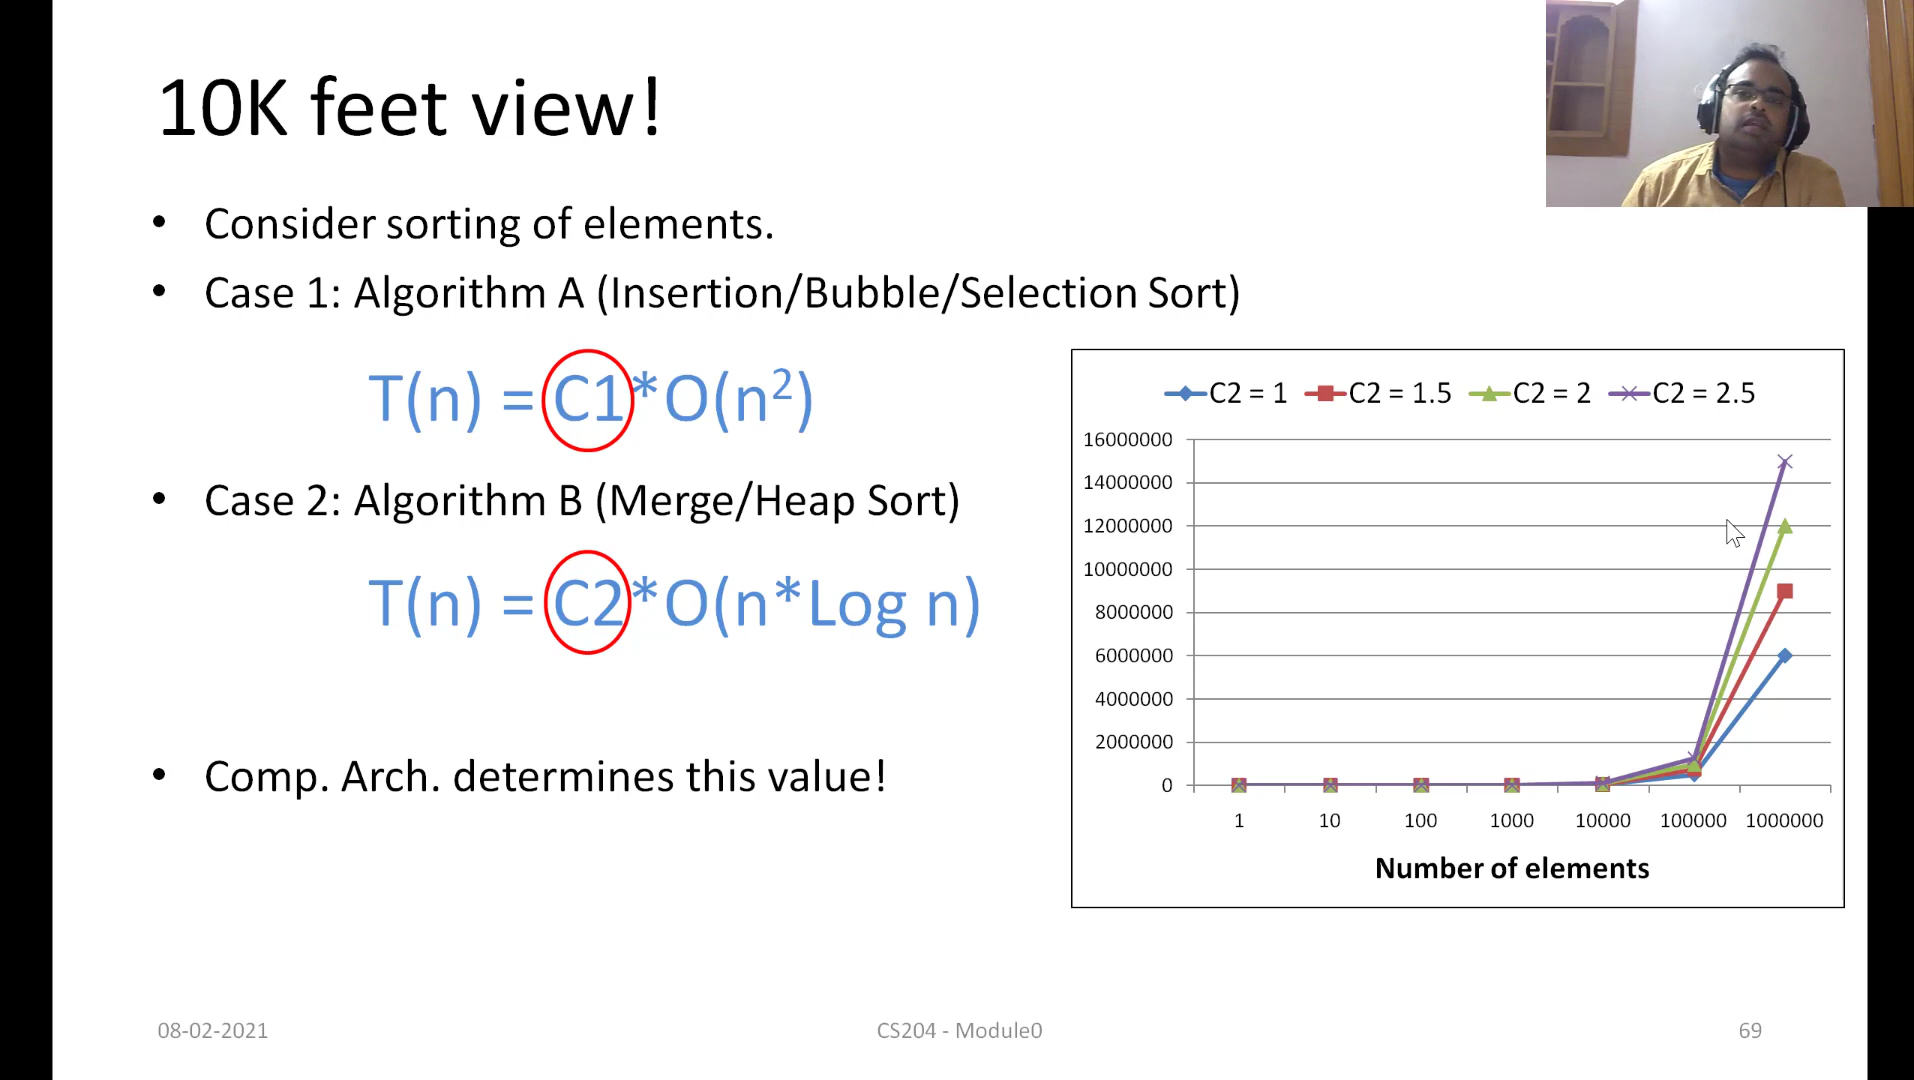 10K feet view!
• Consider sorting of elements.
• Case 1: Algorithm A (Insertion/Bubble/Selection Sort)
T(n) = C1*O(n²)
• Case 2: Algorithm B (Merge/Heap Sort)
T(n) = C2*O(n*Log n)
• Comp. Arch. determines this value!
C2 = 1 C2 = 1.5 C2 = 2 C2 = 2.5
16000000
14000000
12000000
10000000
8000000
6000000
4000000
2000000
0
1 10 100 1000 10000 100000 1000000
Number of elements
08-02-2021 CS204 - Module0 69